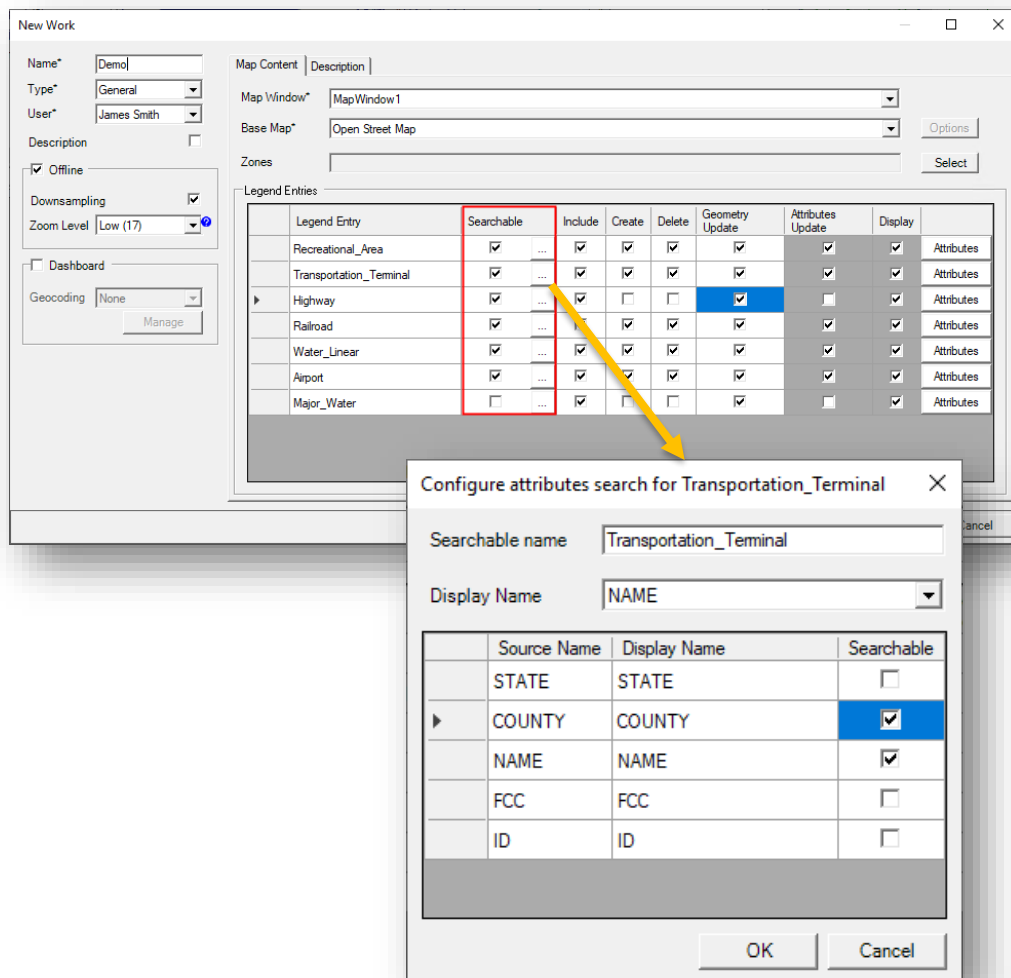 New Work
Name*
Demo
Type*
General
User*
James Smith
Description
Offline
Downsampling
Zoom Level
Low (17)
?
Dashboard
Geocoding
None
Manage
Map Content
Description
Map Window*
MapWindow1
Base Map*
Open Street Map
Options
Zones
Select
Legend Entries
Legend Entry Searchable Include Create Delete Geometry Update Attributes Update Display
Recreational_Area ... Attributes
Transportation_Terminal ... Attributes
Highway ... Attributes
Railroad ... Attributes
Water_Linear ... Attributes
Airport ... Attributes
Major_Water ... Attributes
Configure attributes search for Transportation_Terminal
Searchable name
Transportation_Terminal
Display Name
NAME
Source Name Display Name Searchable
STATE STATE
COUNTY COUNTY
NAME NAME
FCC FCC
ID ID
OK
Cancel